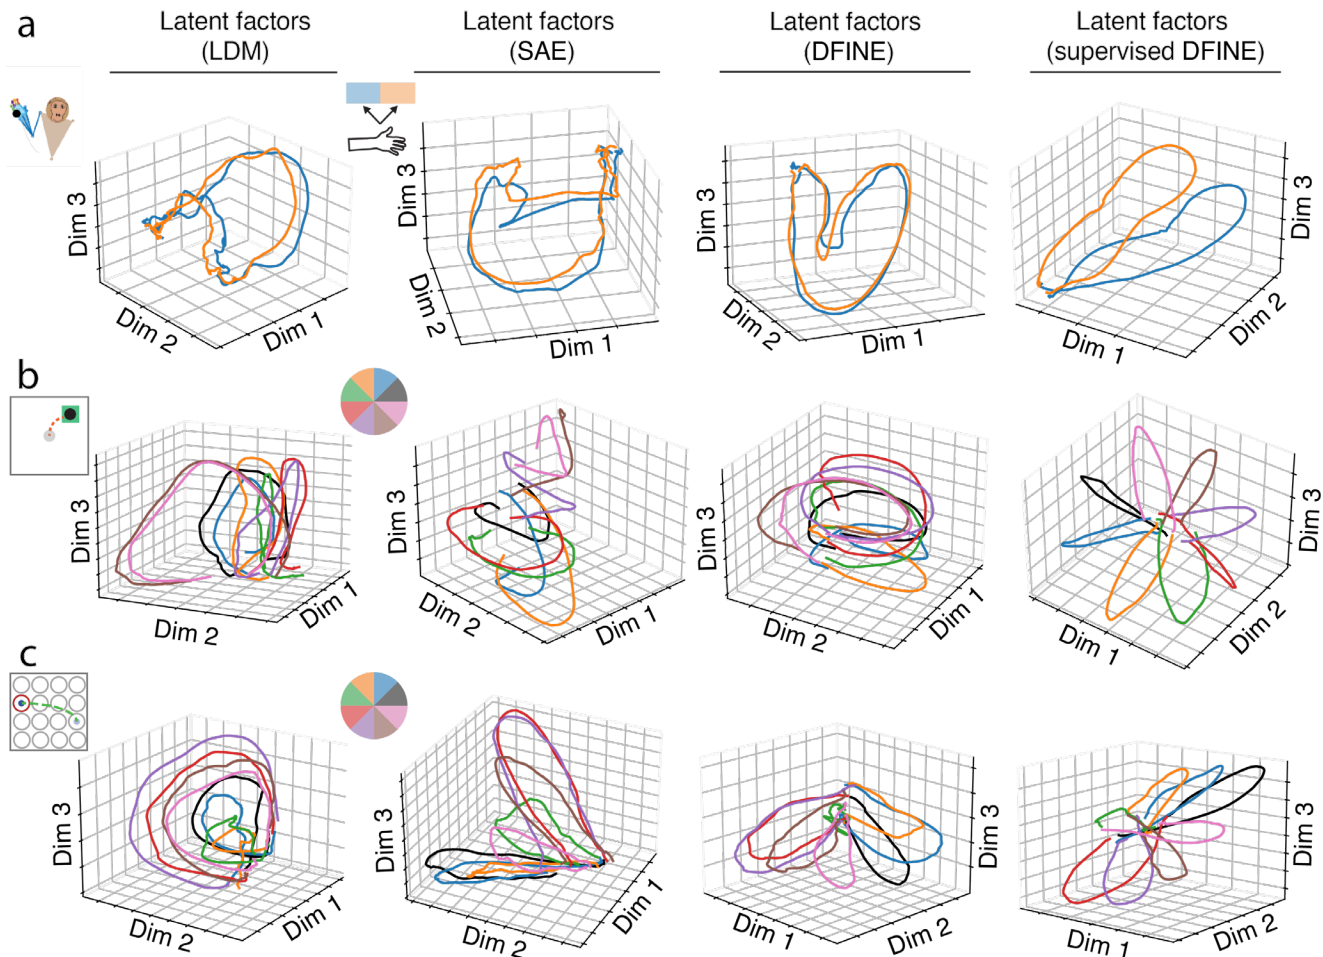 a
Latent factors
(LDM)
Latent factors
(SAE)
Latent factors
(DFINE)
Latent factors
(supervised DFINE)
Dim 3
Dim 2
Dim 1
Dim 3
Dim 2
Dim 1
Dim 3
Dim 2
Dim 1
Dim 3
Dim 1
Dim 2
b
Dim 3
Dim 2
Dim 1
Dim 3
Dim 2
Dim 1
Dim 3
Dim 2
Dim 1
Dim 3
Dim 1
Dim 2
c
Dim 3
Dim 2
Dim 1
Dim 3
Dim 2
Dim 1
Dim 3
Dim 1
Dim 2
Dim 3
Dim 1
Dim 2